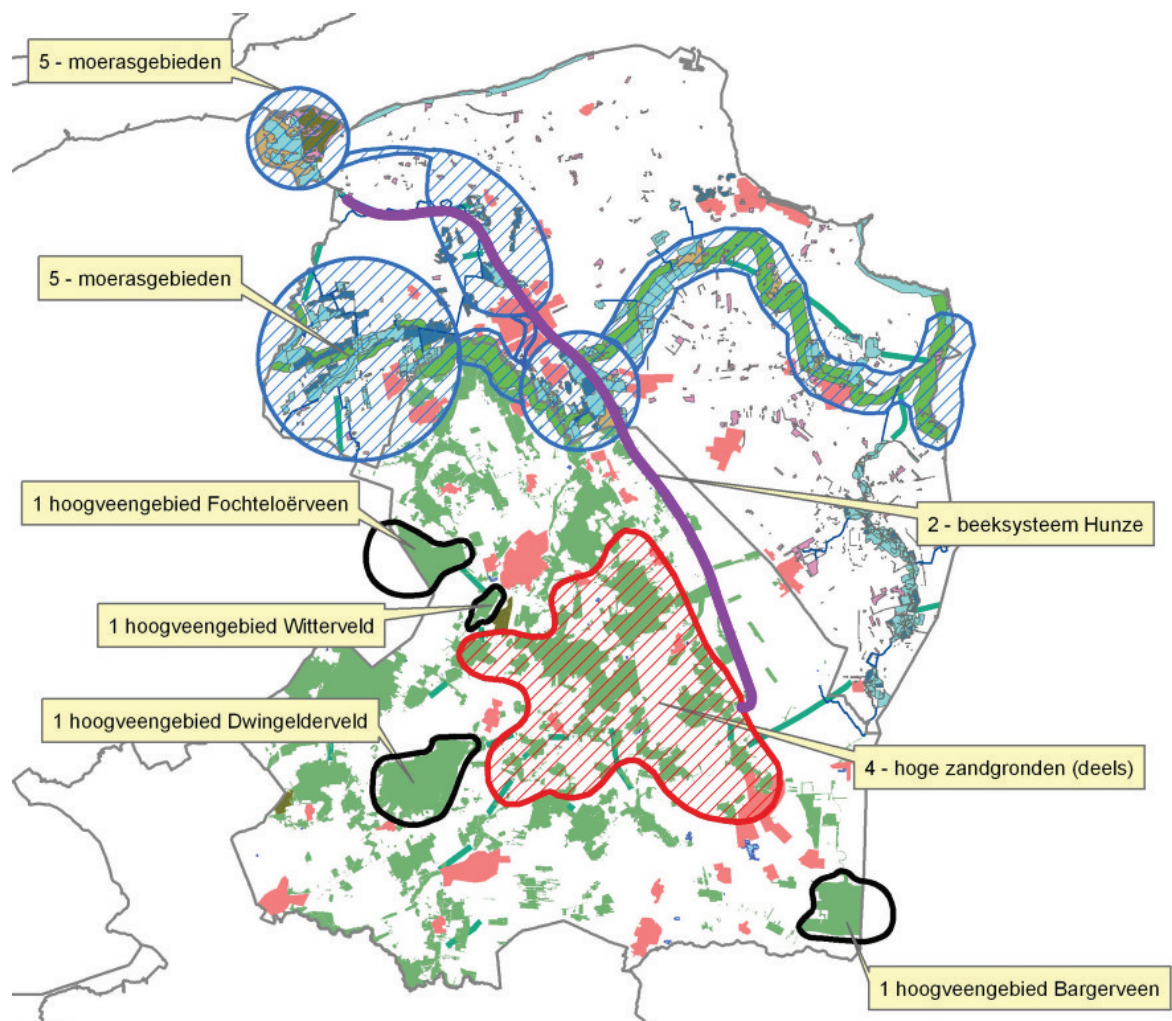 5 - moerasgebieden
5 - moerasgebieden
1 hoogveengebied Fochteloërveen
2 - beeksysteem Hunze
1 hoogveengebied Witterveld
1 hoogveengebied Dwingelderveld
4 - hoge zandgronden (deels)
1 hoogveengebied Bargerveen